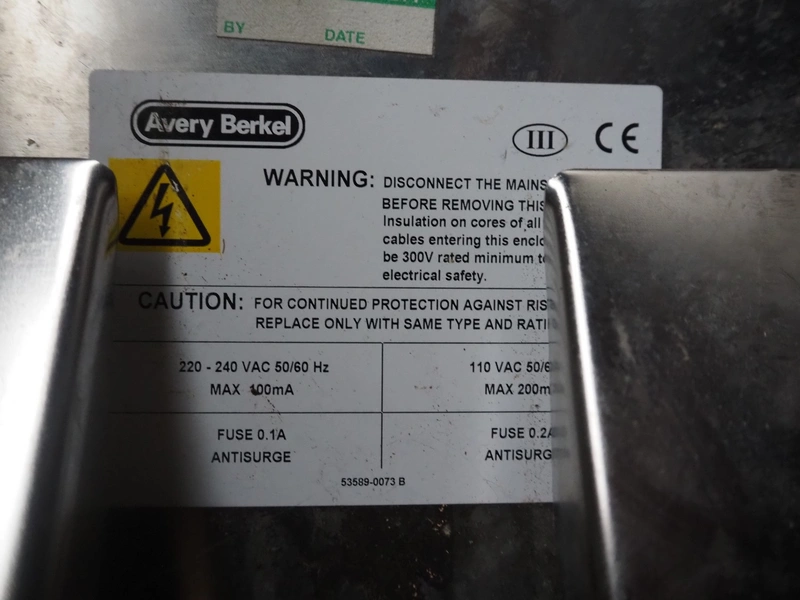 BY DATE
Avery Berkel
III CE
WARNING: DISCONNECT THE MAINS
BEFORE REMOVING THIS
Insulation on cores of all
cables entering this
be 300V rated minimum
electrical safety.
CAUTION: FOR CONTINUED PROTECTION AGAINST
REPLACE ONLY WITH SAME TYPE AND
220 - 240 VAC 50/60 Hz
MAX 100mA
110 VAC
MAX
FUSE 0.1A
ANTISURGE
FUSE 0.2A
53589-0073 B